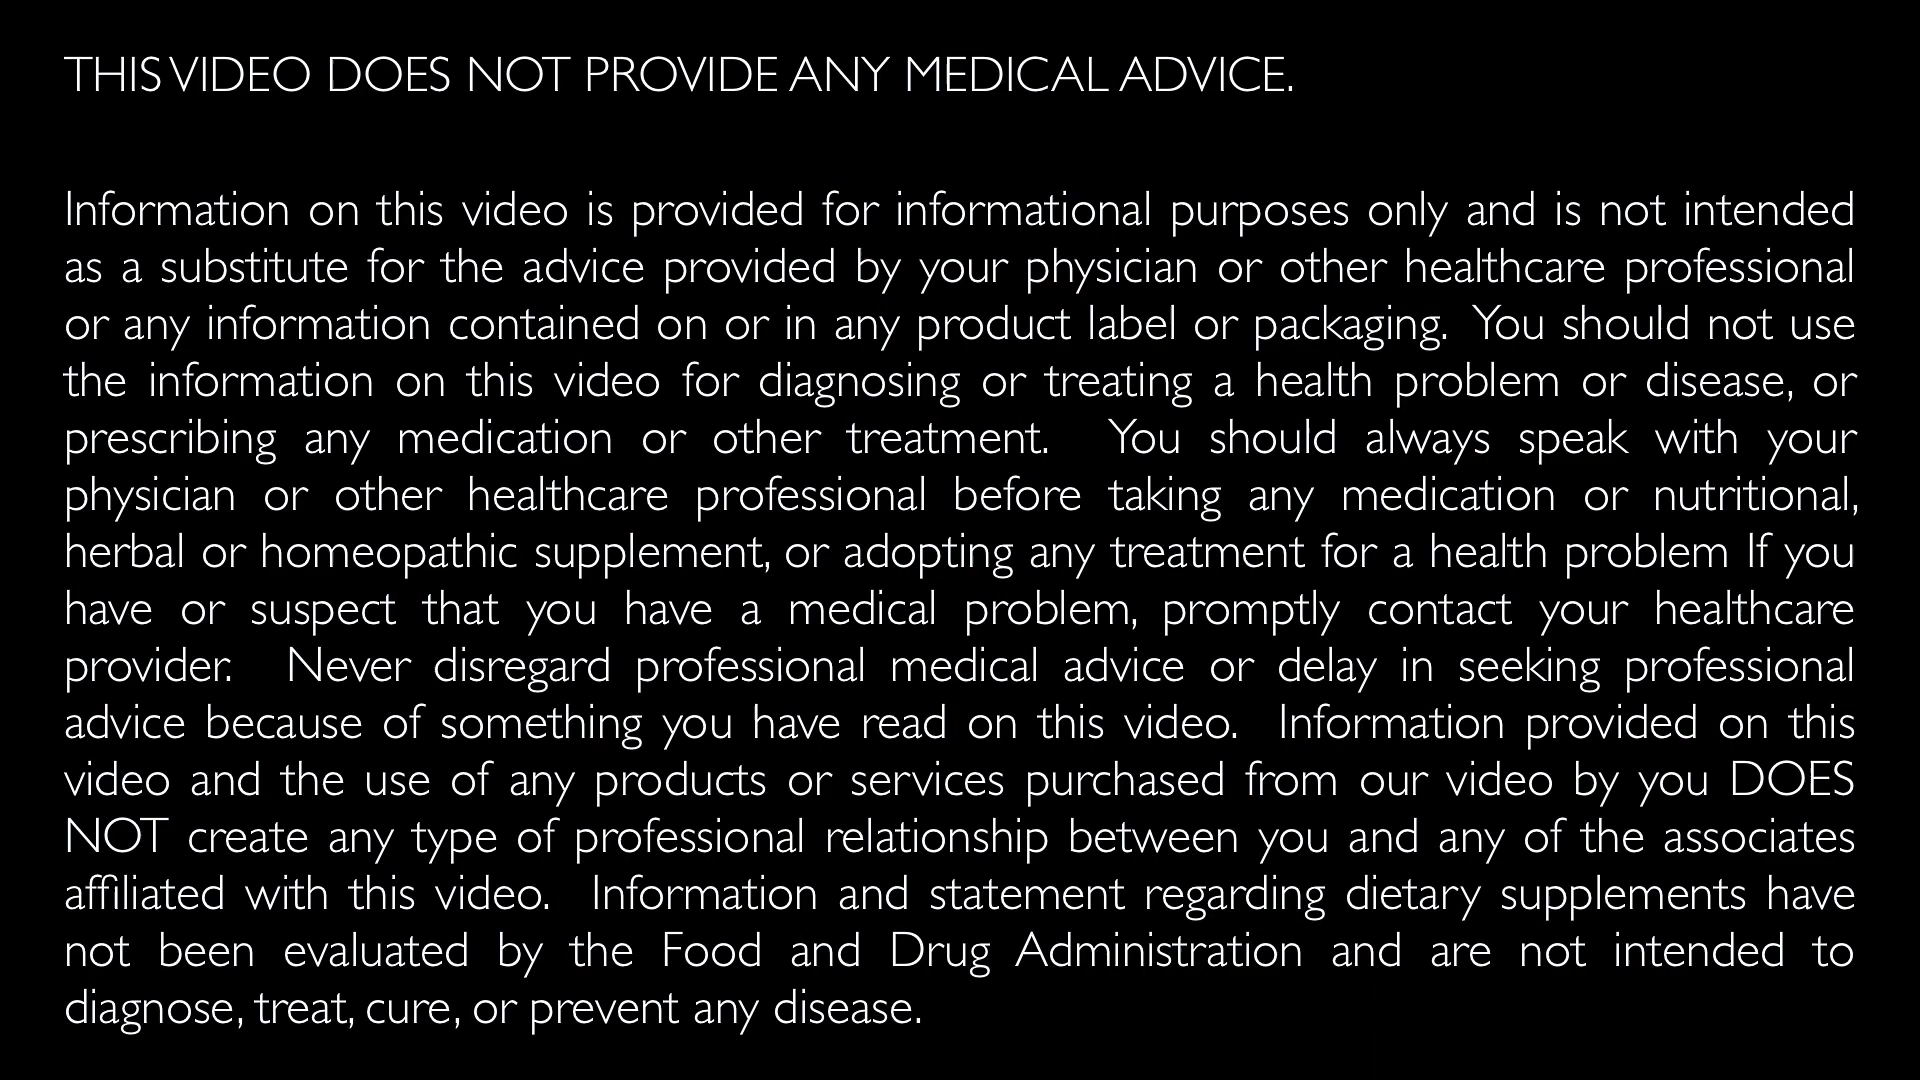 THIS VIDEO DOES NOT PROVIDE ANY MEDICAL ADVICE.
Information on this video is provided for informational purposes only and is not intended
as a substitute for the advice provided by your physician or other healthcare professional
or any information contained on or in any product label or packaging. You should not use
the information on this video for diagnosing or treating a health problem or disease, or
prescribing any medication or other treatment. You should always speak with your
physician or other healthcare professional before taking any medication or nutritional,
herbal or homeopathic supplement, or adopting any treatment for a health problem If you
have or suspect that you have a medical problem, promptly contact your healthcare
provider. Never disregard professional medical advice or delay in seeking professional
advice because of something you have read on this video. Information provided on this
video and the use of any products or services purchased from our video by you DOES
NOT create any type of professional relationship between you and any of the associates
affiliated with this video. Information and statement regarding dietary supplements have
not been evaluated by the Food and Drug Administration and are not intended to
diagnose, treat, cure, or prevent any disease.